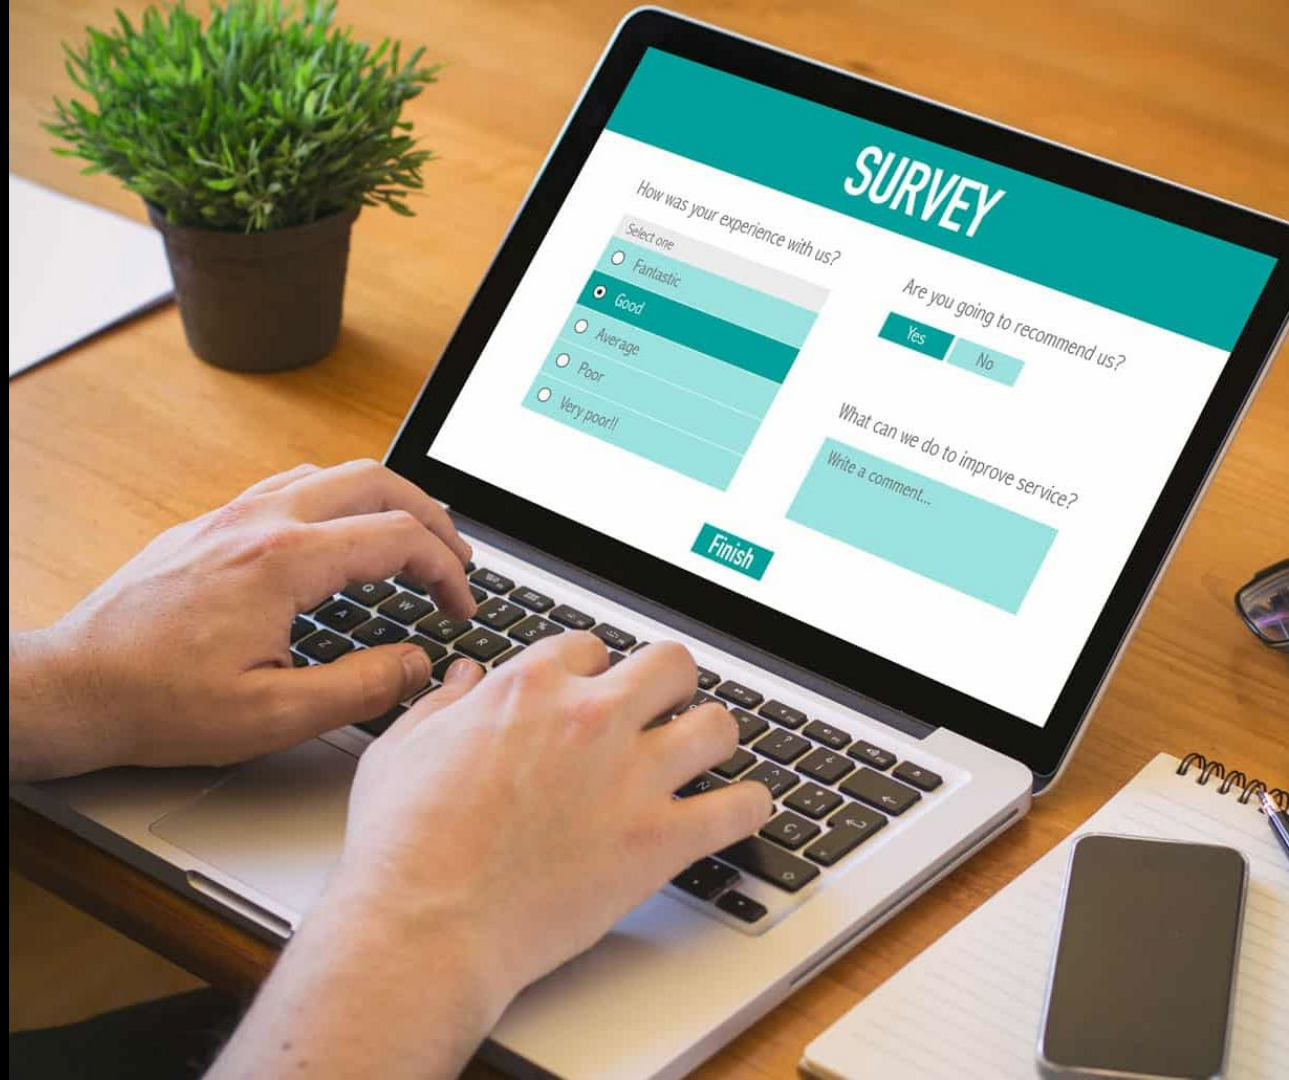 SURVEY
How was your experience with us?
Select one
Fantastic
Good
Average
Poor
Very poor!!
Are you going to recommend us?
Yes No
What can we do to improve service?
Write a comment...
Finish
Q W E R
A S
Z
Ñ
Ç